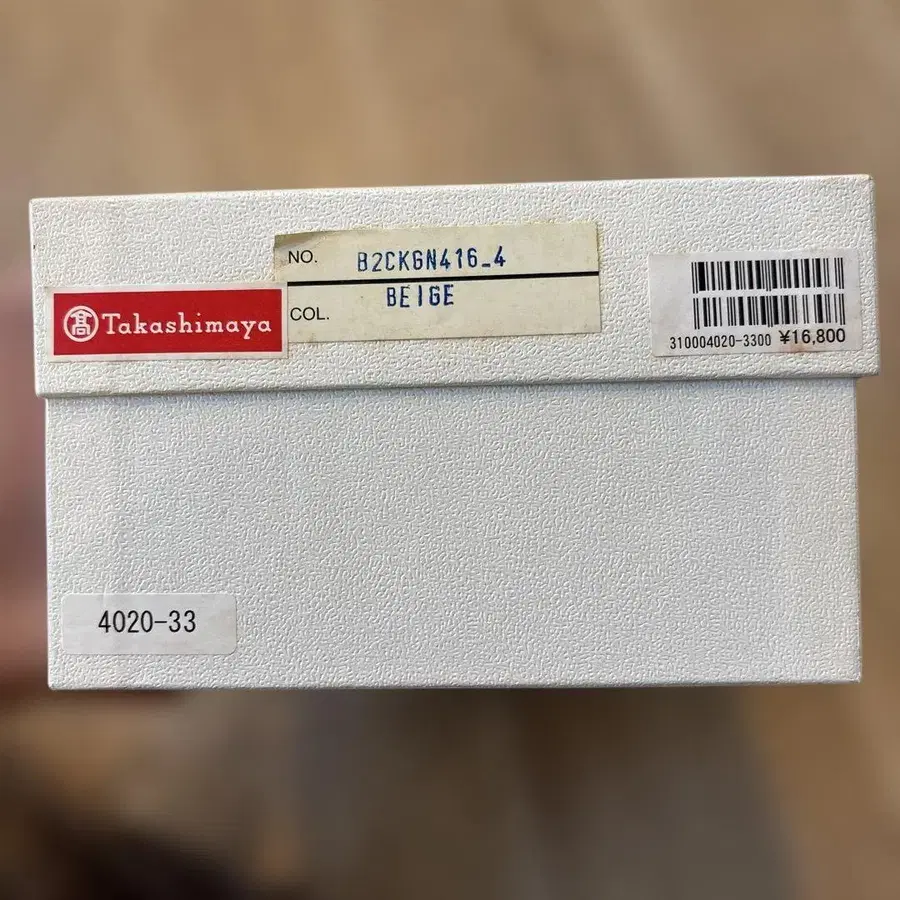 NO. B2CKGN416_4
COL. BEIGE
髙 Takashimaya
310004020-3300 ¥16,800
4020-33